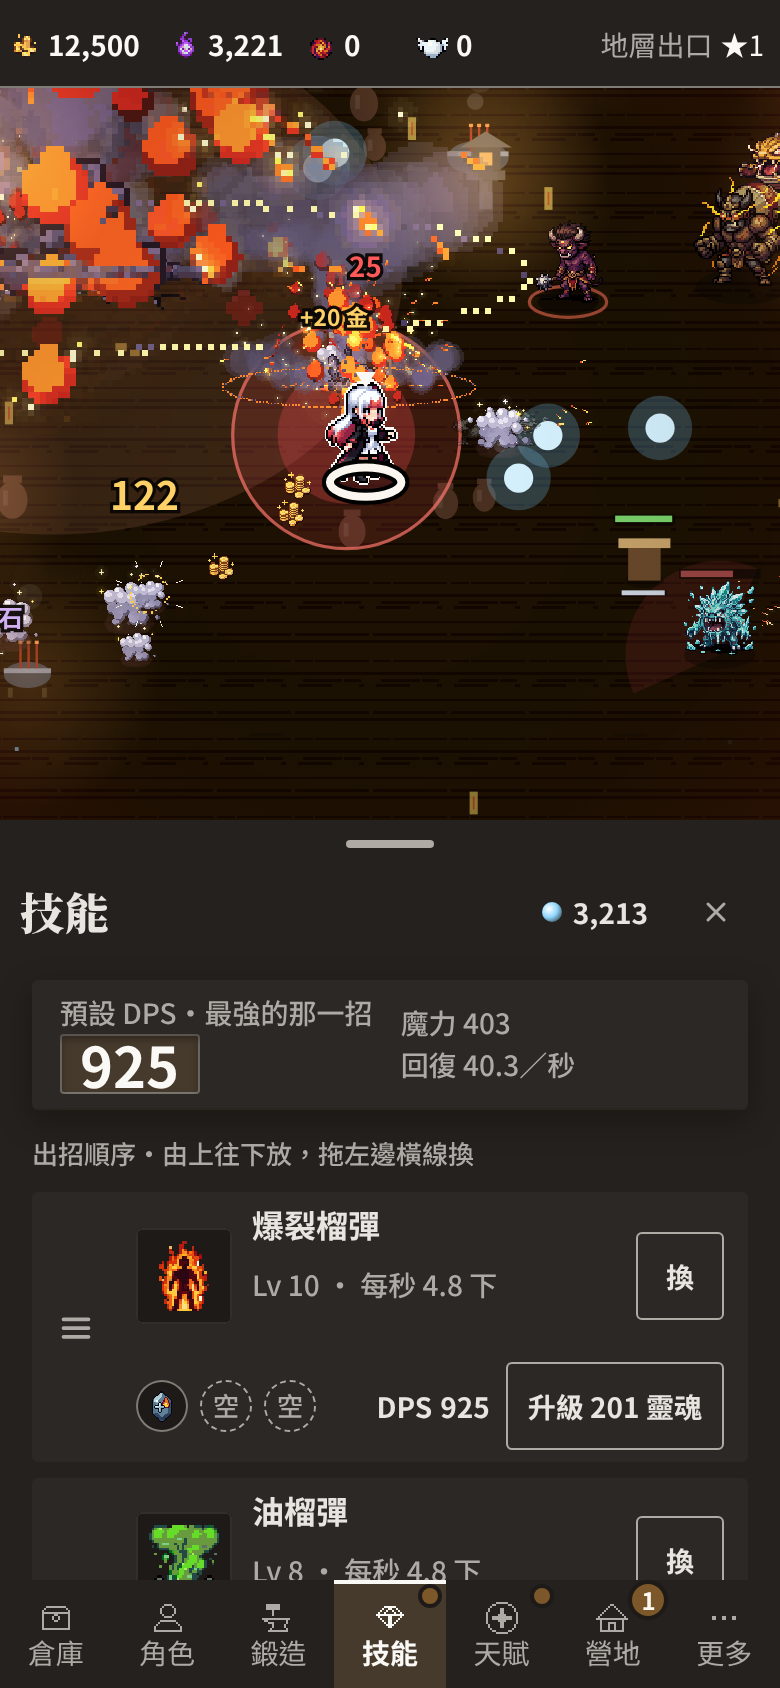 12,500 3,221 0 0 地層出口 ★1
25
+20金
122
石
技能 3,213
預設 DPS・最強的那一招
925
魔力 403
回復 40.3／秒
出招順序・由上往下放，拖左邊橫線換
爆裂榴彈
Lv 10 ・ 每秒 4.8 下
換
空 空 DPS 925 升級 201 靈魂
油榴彈
Lv 8 ・ 每秒 4.8 下
換
1
倉庫 角色 鍛造 技能 天賦 營地 更多